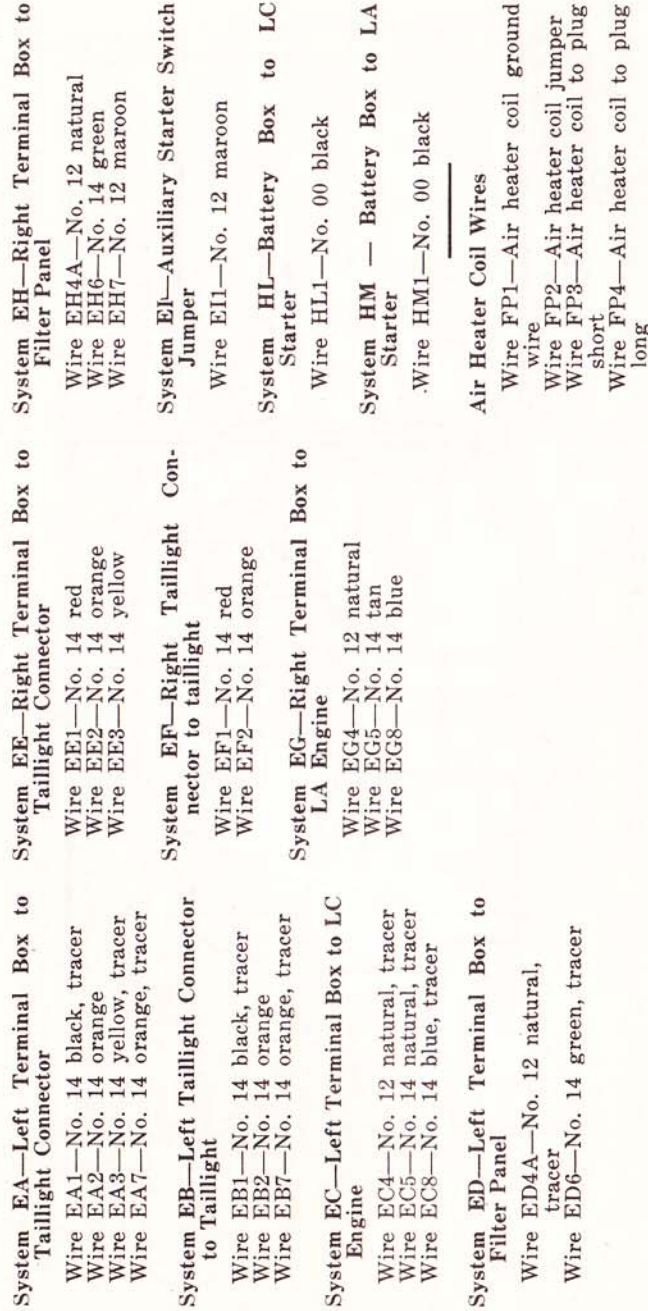 System EA—Left Terminal Box to
Taillight Connector
Wire EA1—No. 14 black, tracer
Wire EA2—No. 14 orange
Wire EA3—No. 14 yellow, tracer
Wire EA7—No. 14 orange, tracer
System EB—Left Taillight Connector
to Taillight
Wire EB1—No. 14 black, tracer
Wire EB2—No. 14 orange
Wire EB7—No. 14 orange, tracer
System EC—Left Terminal Box to LC
Engine
Wire EC4—No. 12 natural, tracer
Wire EC5—No. 14 natural, tracer
Wire EC8—No. 14 blue, tracer
System ED—Left Terminal Box to
Filter Panel
Wire ED4A—No. 12 natural,
tracer
Wire ED6—No. 14 green, tracer
System EE—Right Terminal Box to
Taillight Connector
Wire EE1—No. 14 red
Wire EE2—No. 14 orange
Wire EE3—No. 14 yellow
System EF—Right Taillight Con-
nector to taillight
Wire EF1—No. 14 red
Wire EF2—No. 14 orange
System EG—Right Terminal Box to
LA Engine
Wire EG4—No. 12 natural
Wire EG5—No. 14 tan
Wire EG8—No. 14 blue
System EH—Right Terminal Box to
Filter Panel
Wire EH4A—No. 12 natural
Wire EH6—No. 14 green
Wire EH7—No. 12 maroon
System EI—Auxiliary Starter Switch
Jumper
Wire EI1—No. 12 maroon
System HL—Battery Box to LC
Starter
Wire HL1—No. 00 black
System HM — Battery Box to LA
Starter
Wire HM1—No. 00 black
Air Heater Coil Wires
Wire FP1—Air heater coil ground
wire
Wire FP2—Air heater coil jumper
Wire FP3—Air heater coil to plug
short
Wire FP4—Air heater coil to plug
long